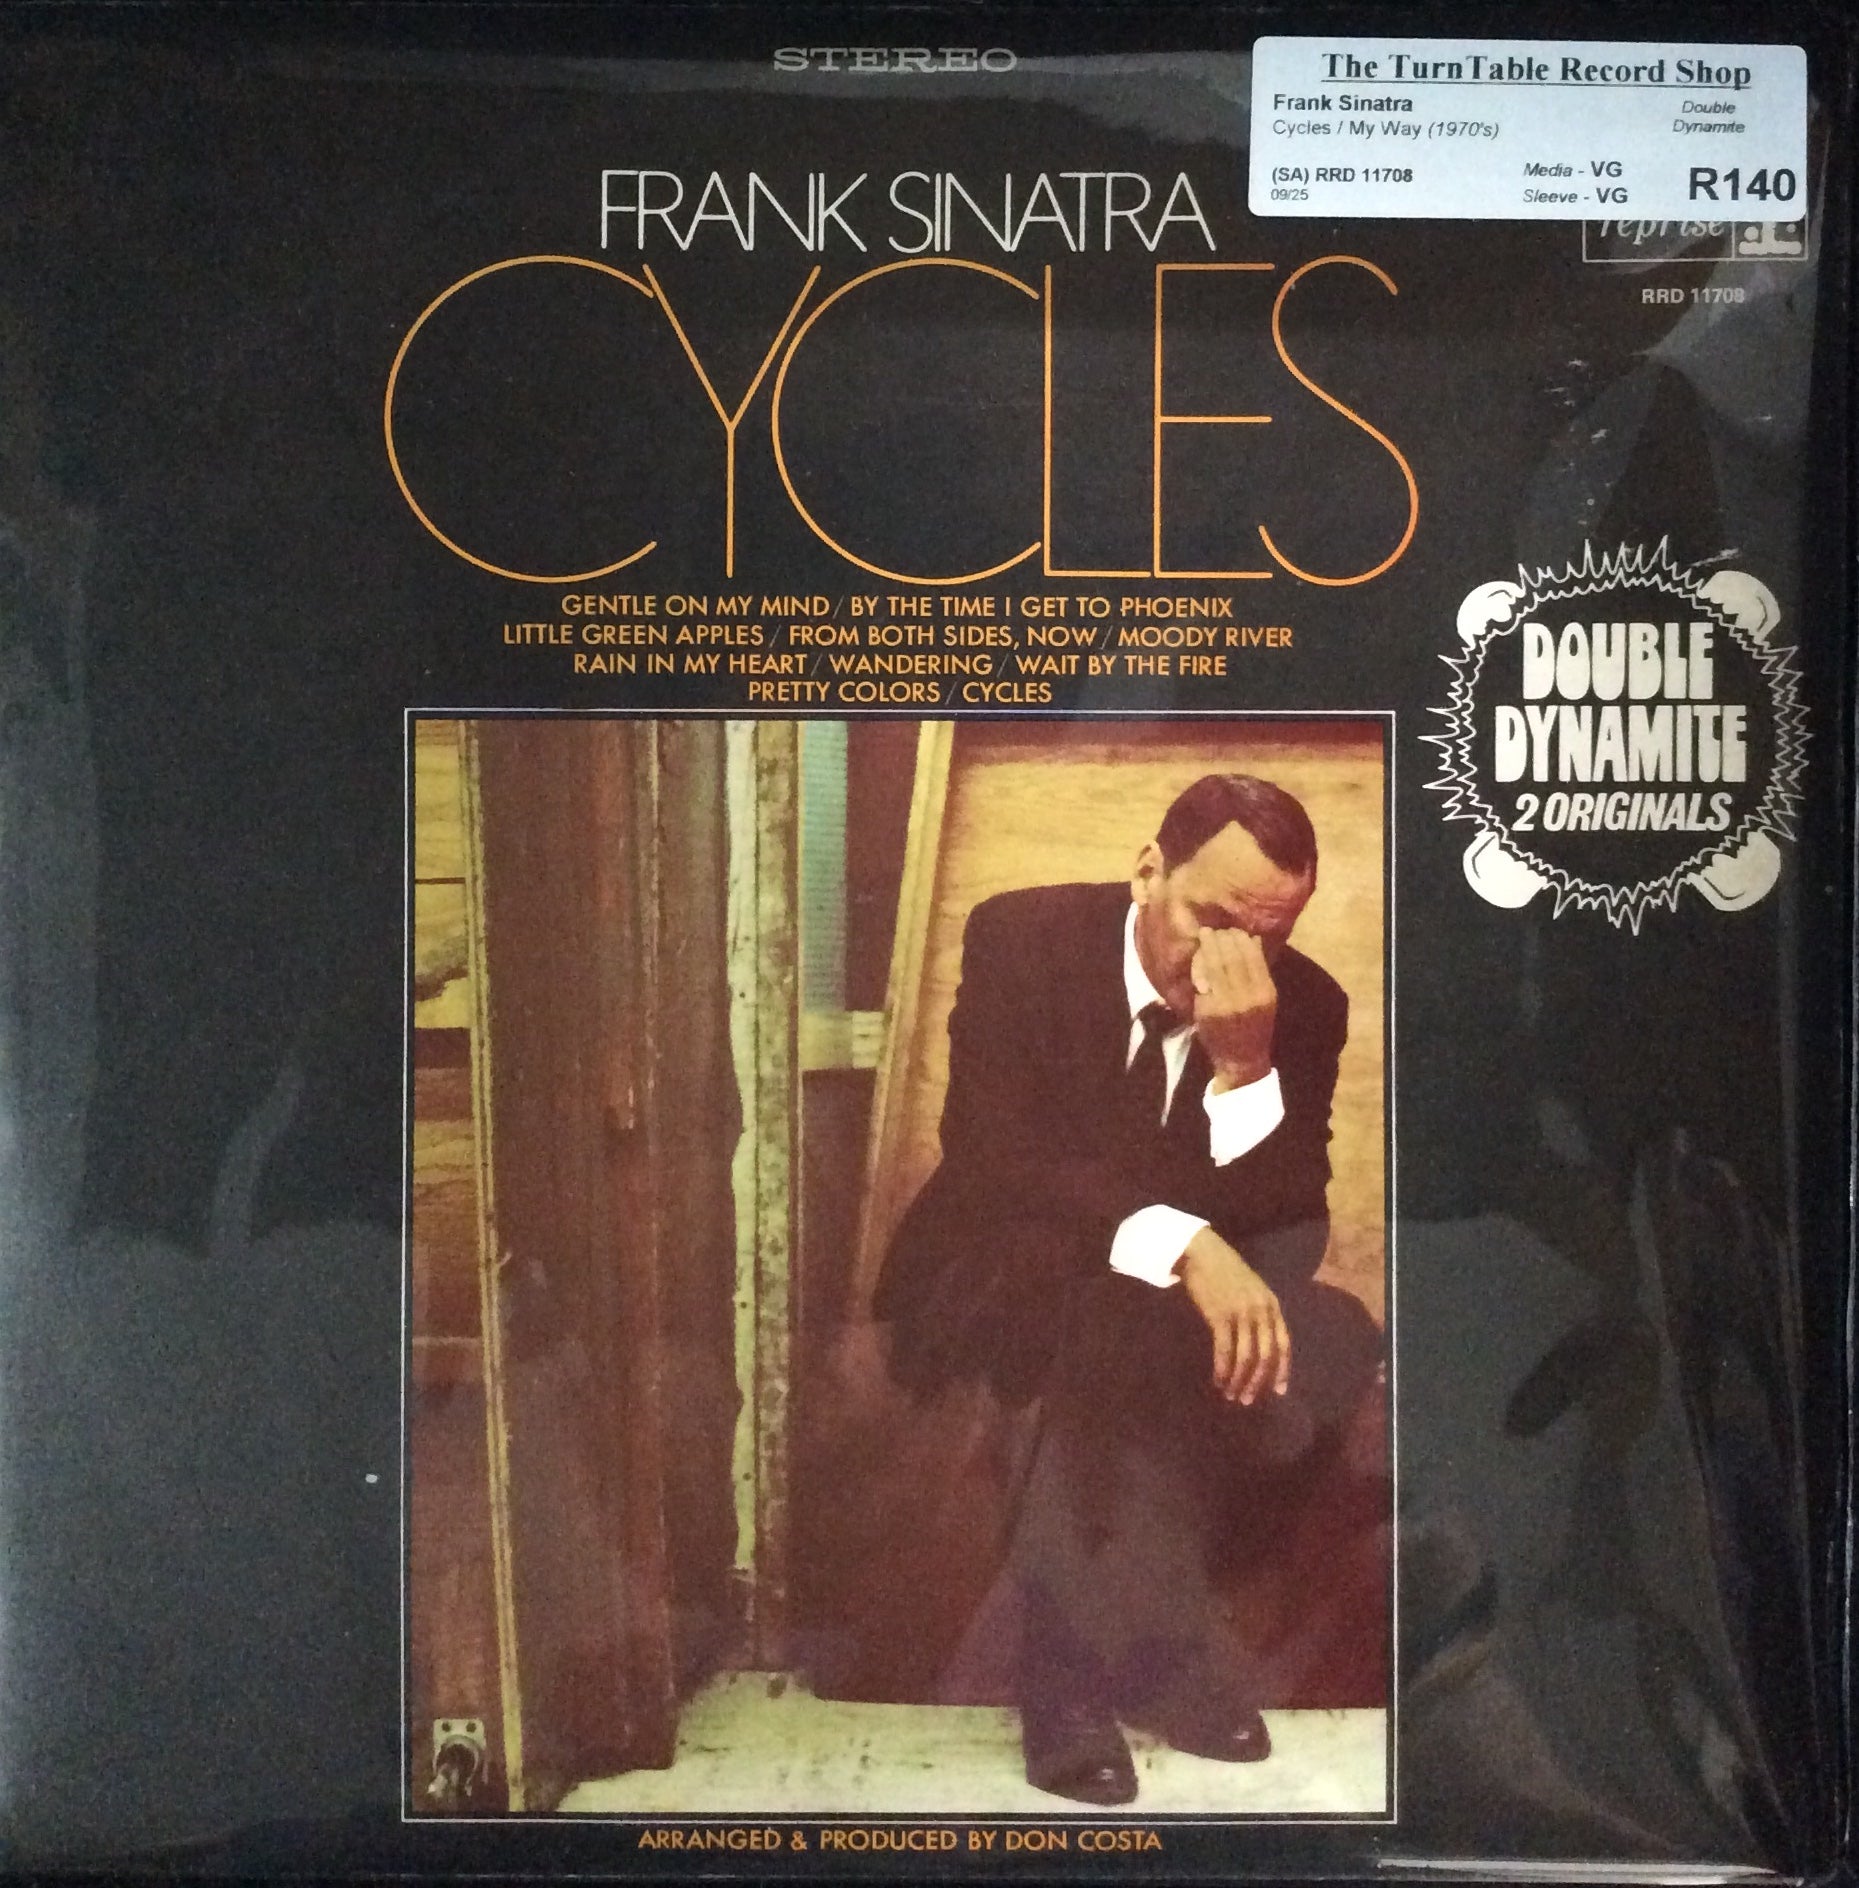 STEREO
The TurnTable Record Shop
Frank Sinatra
Double
Cycles / My Way (1970's)
Dynamite
(SA) RRD 11708
Media - VG
R140
09/25
Sleeve - VG
reprise
RRD 11708
FRANK SINATRA
CYCLES
GENTLE ON MY MIND / BY THE TIME I GET TO PHOENIX
LITTLE GREEN APPLES / FROM BOTH SIDES, NOW / MOODY RIVER
RAIN IN MY HEART / WANDERING / WAIT BY THE FIRE
PRETTY COLORS / CYCLES
DOUBLE
DYNAMITE
2 ORIGINALS
ARRANGED & PRODUCED BY DON COSTA